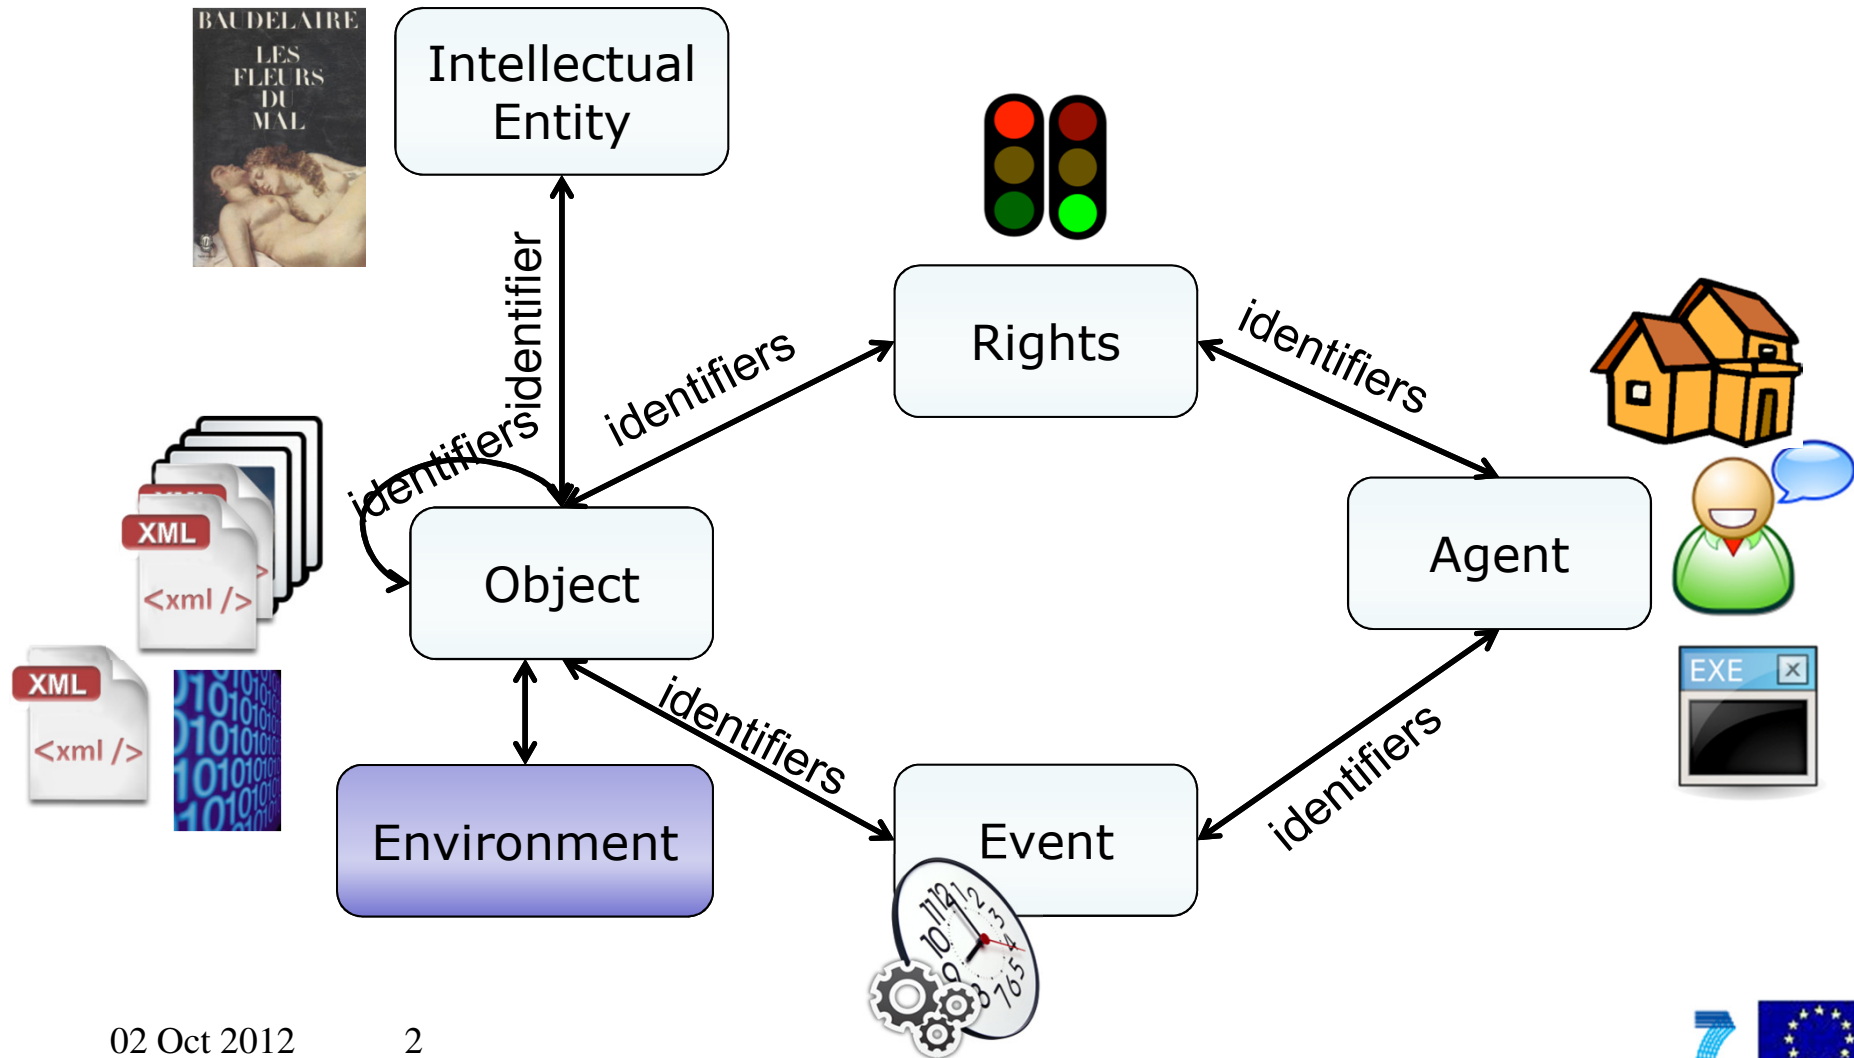 BAUDELAIRE
LES
FLEURS
DU
MAL
Intellectual
Entity
identifier
identifiers
identifiers
Rights
identifiers
XML
XML
<xml />
Object
Agent
XML
<xml />
EXE
identifiers
identifiers
Environment
Event
02 Oct 2012 2